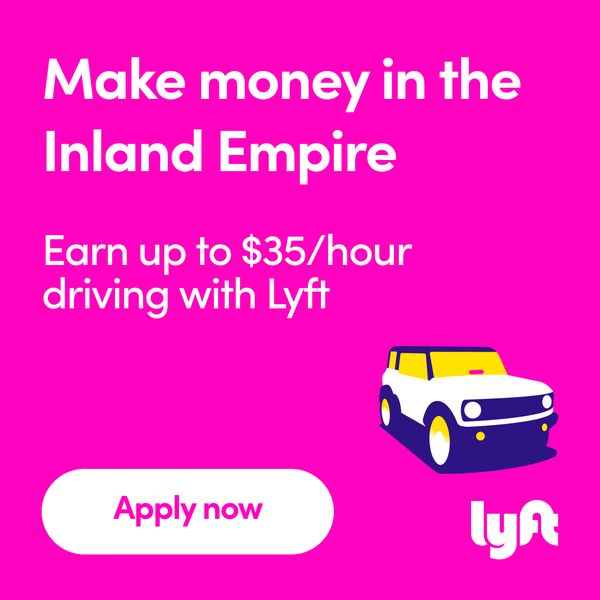 Make money in the
Inland Empire
Earn up to $35/hour
driving with Lyft
Apply now
lyft